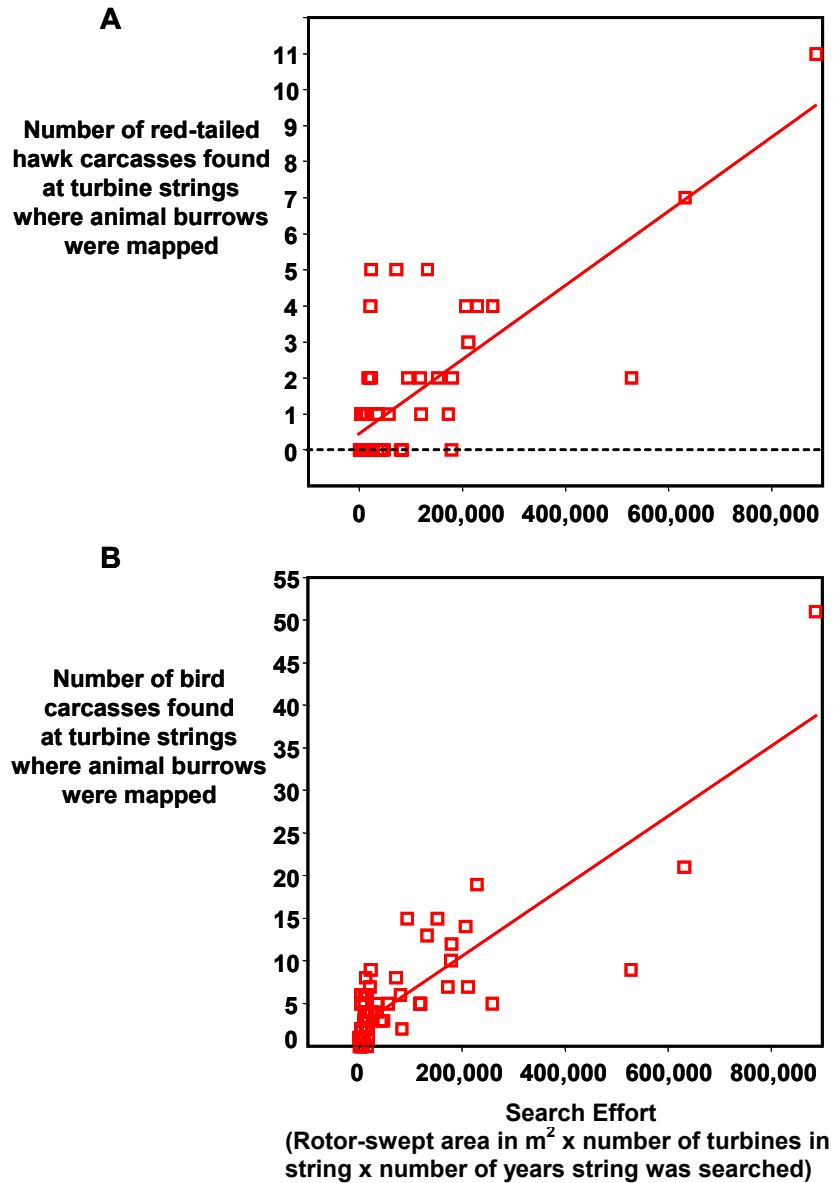 A
Number of red-tailed
hawk carcasses found
at turbine strings
where animal burrows
were mapped
11
10
9
8
7
6
5
4
3
2
1
0
0 200,000 400,000 600,000 800,000
B
Number of bird
carcasses found
at turbine strings
where animal burrows
were mapped
55
50
45
40
35
30
25
20
15
10
5
0
0 200,000 400,000 600,000 800,000
Search Effort
(Rotor-swept area in m² x number of turbines in
string x number of years string was searched)